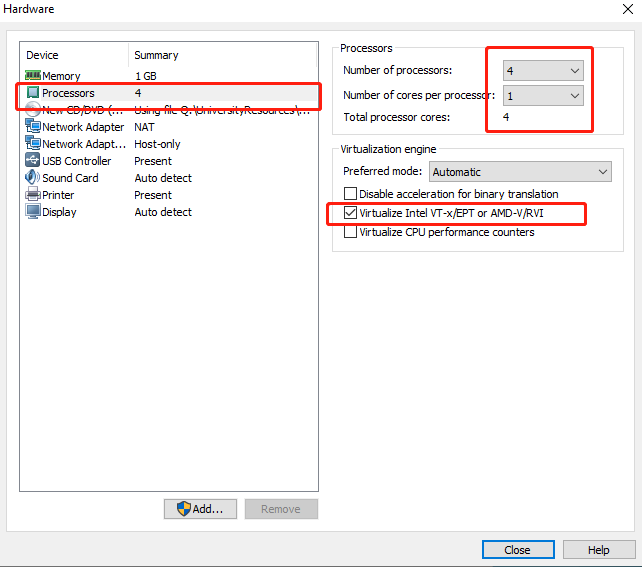 Hardware
Device Summary
Memory 1 GB
Processors 4
New CD/DVD (... Using file Q:\UniversityResources\...
Network Adapter NAT
Network Adapt... Host-only
USB Controller Present
Sound Card Auto detect
Printer Present
Display Auto detect
Add... Remove
Processors
Number of processors: 4
Number of cores per processor: 1
Total processor cores: 4
Virtualization engine
Preferred mode: Automatic
Disable acceleration for binary translation
Virtualize Intel VT-x/EPT or AMD-V/RVI
Virtualize CPU performance counters
Close Help